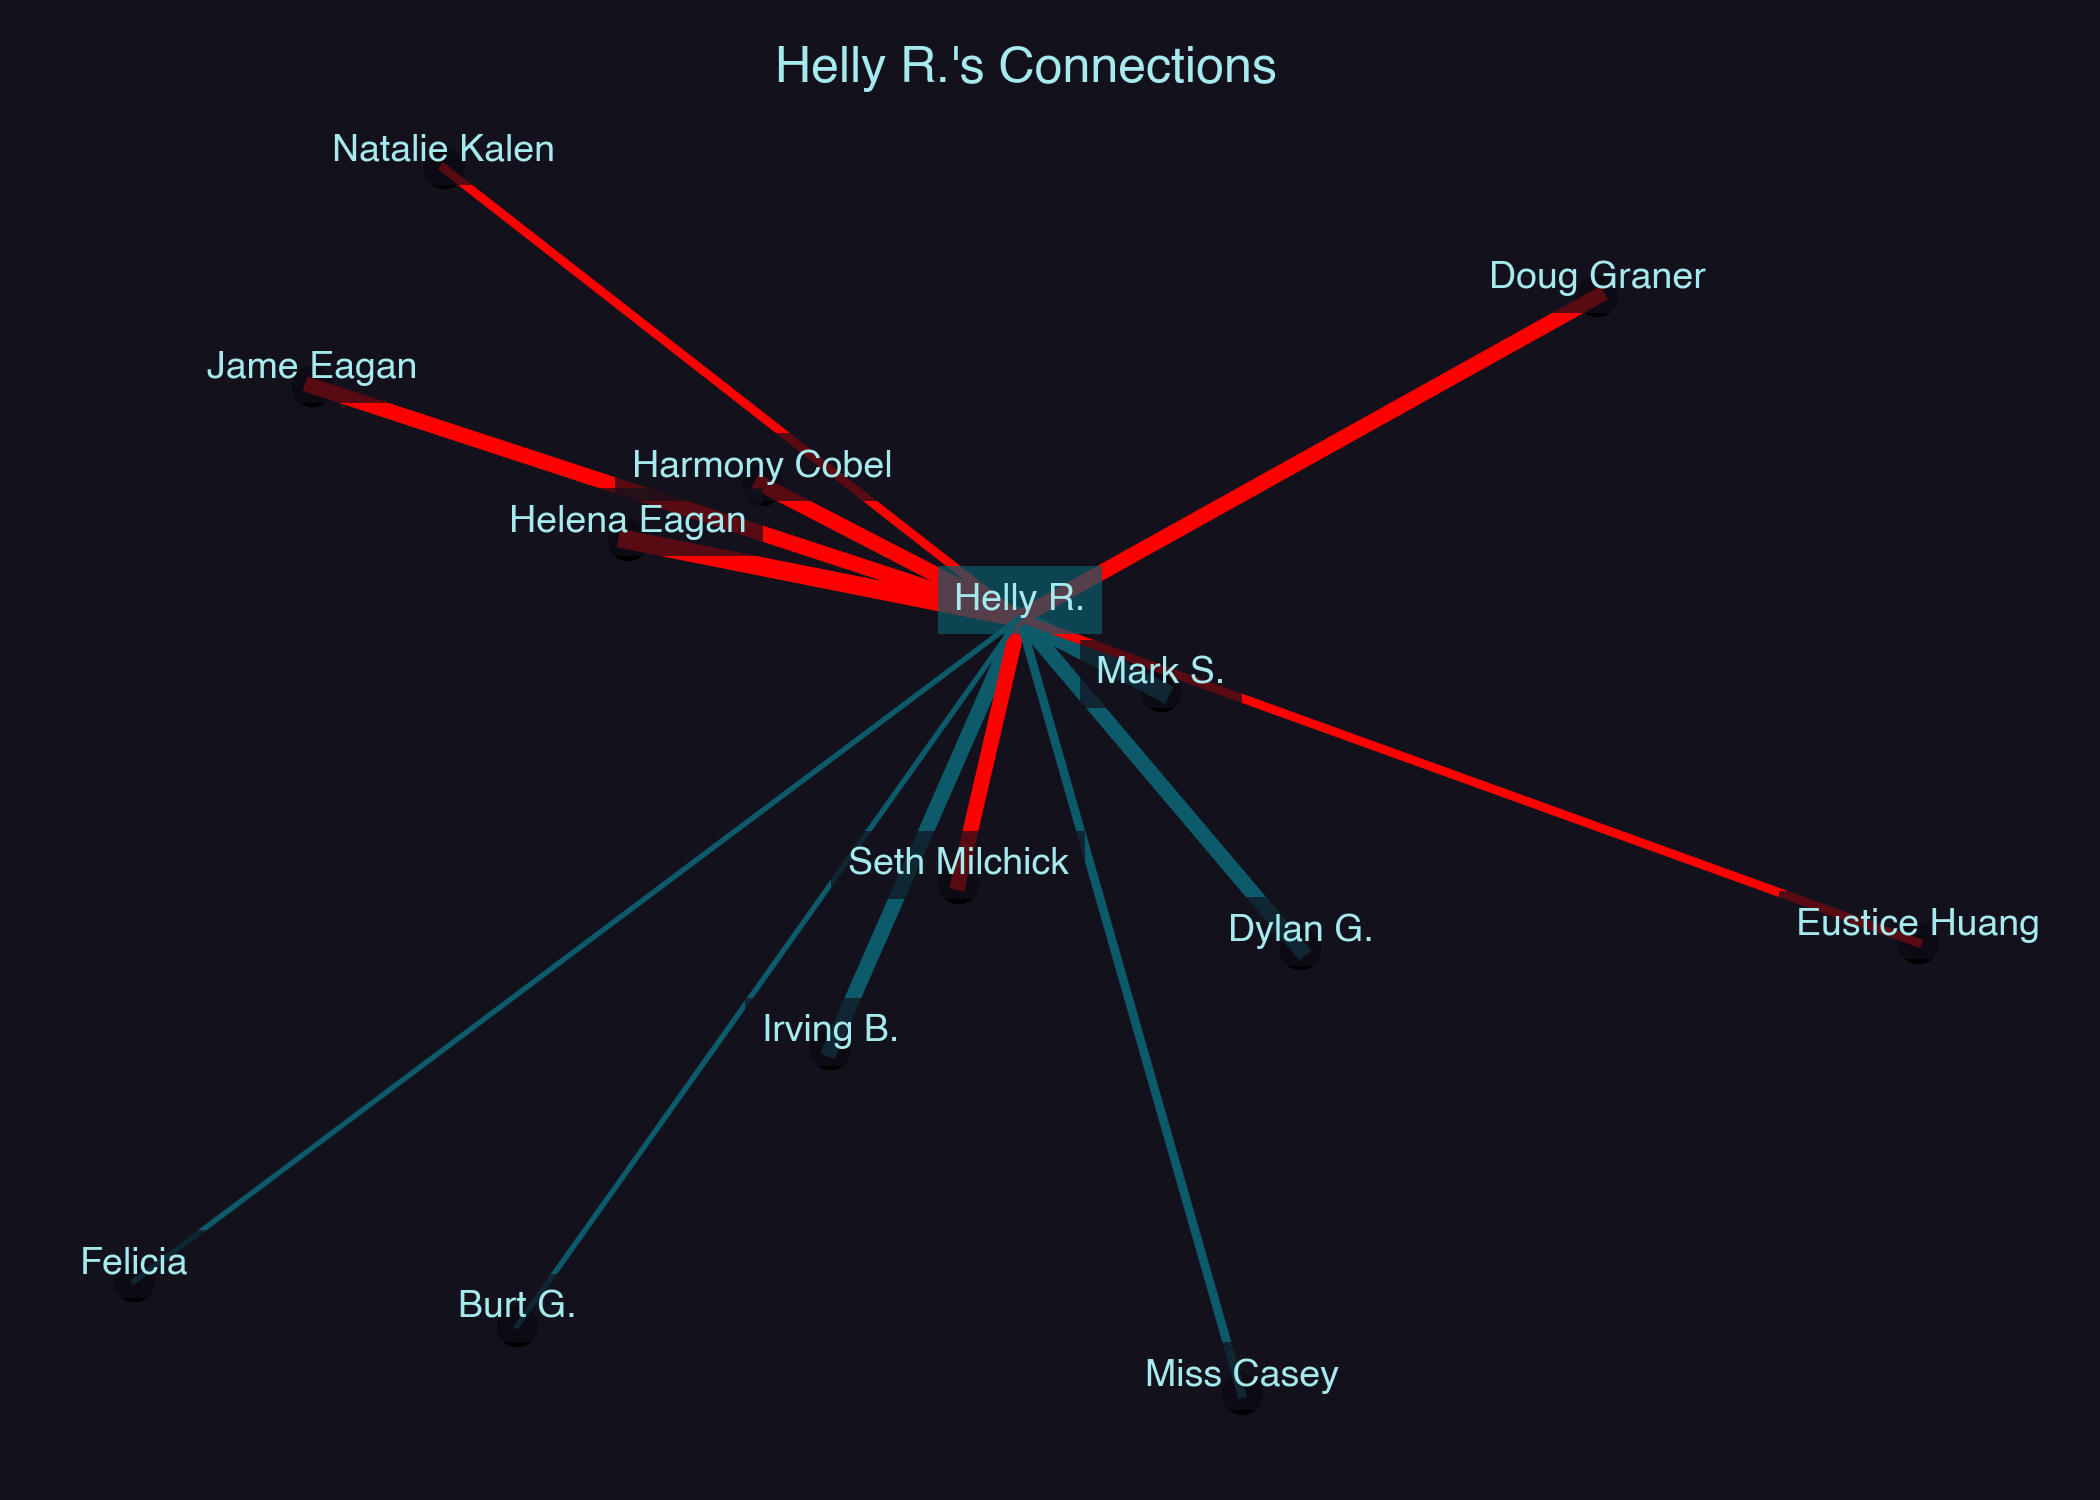 Helly R.'s Connections
Natalie Kalen
Doug Graner
Jame Eagan
Harmony Cobel
Helena Eagan
Helly R.
Mark S.
Seth Milchick
Eustice Huang
Dylan G.
Irving B.
Felicia
Burt G.
Miss Casey